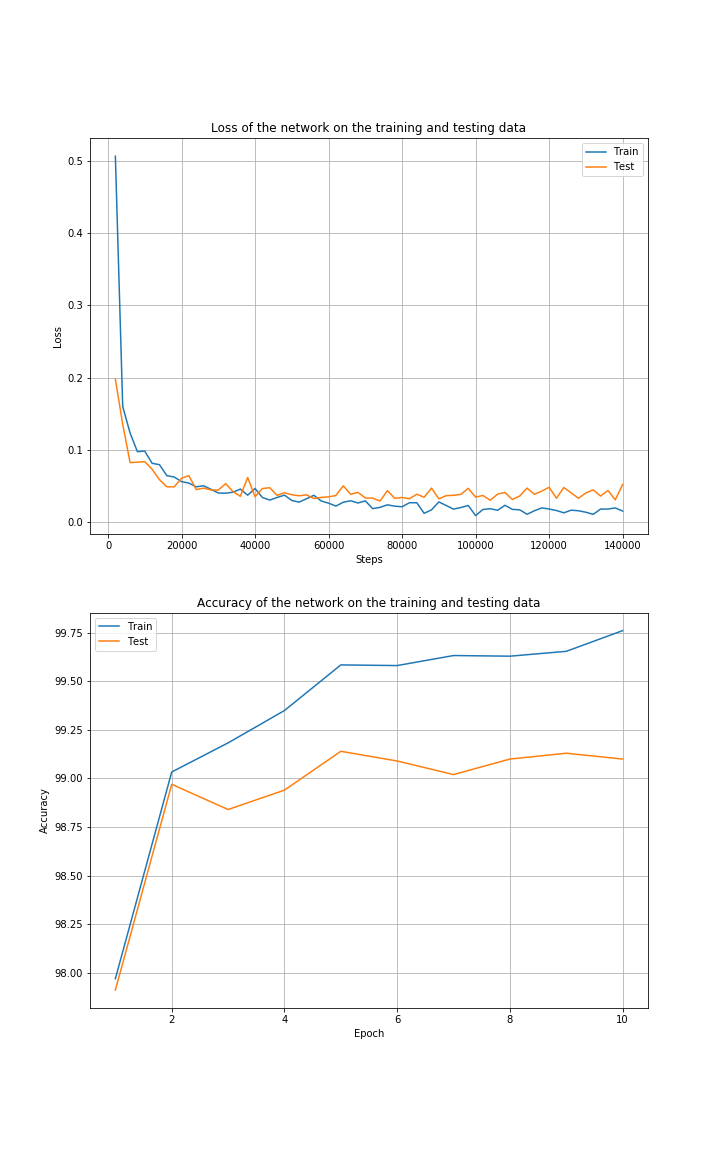 Loss of the network on the training and testing data
Train
Test
0.5
0.4
0.3
0.2
0.1
0.0
Loss
0 20000 40000 60000 80000 100000 120000 140000
Steps
Accuracy of the network on the training and testing data
Train
Test
99.75
99.50
99.25
99.00
98.75
98.50
98.25
98.00
Accuracy
2 4 6 8 10
Epoch